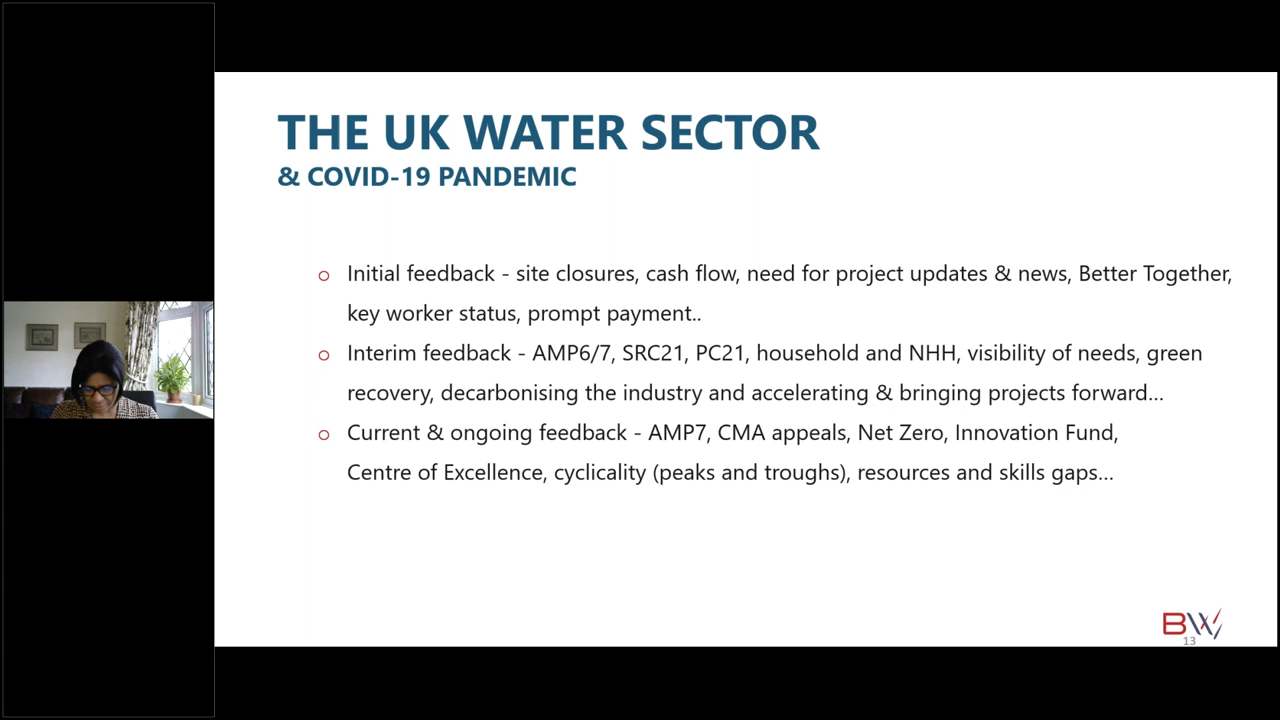 THE UK WATER SECTOR
& COVID-19 PANDEMIC
Initial feedback - site closures, cash flow, need for project updates & news, Better Together,
key worker status, prompt payment..
Interim feedback - AMP6/7, SRC21, PC21, household and NHH, visibility of needs, green
recovery, decarbonising the industry and accelerating & bringing projects forward...
Current & ongoing feedback - AMP7, CMA appeals, Net Zero, Innovation Fund,
Centre of Excellence, cyclicality (peaks and troughs), resources and skills gaps...
BW
13